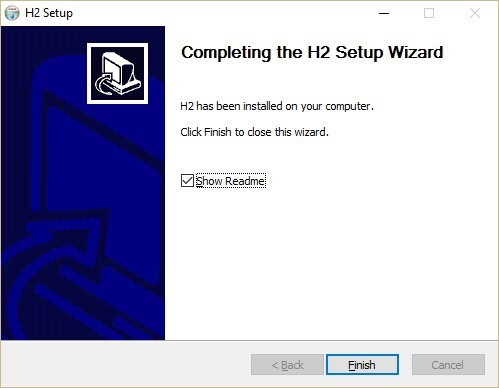 H2 Setup
Completing the H2 Setup Wizard
H2 has been installed on your computer.
Click Finish to close this wizard.
Show Readme
< Back
Finish
Cancel